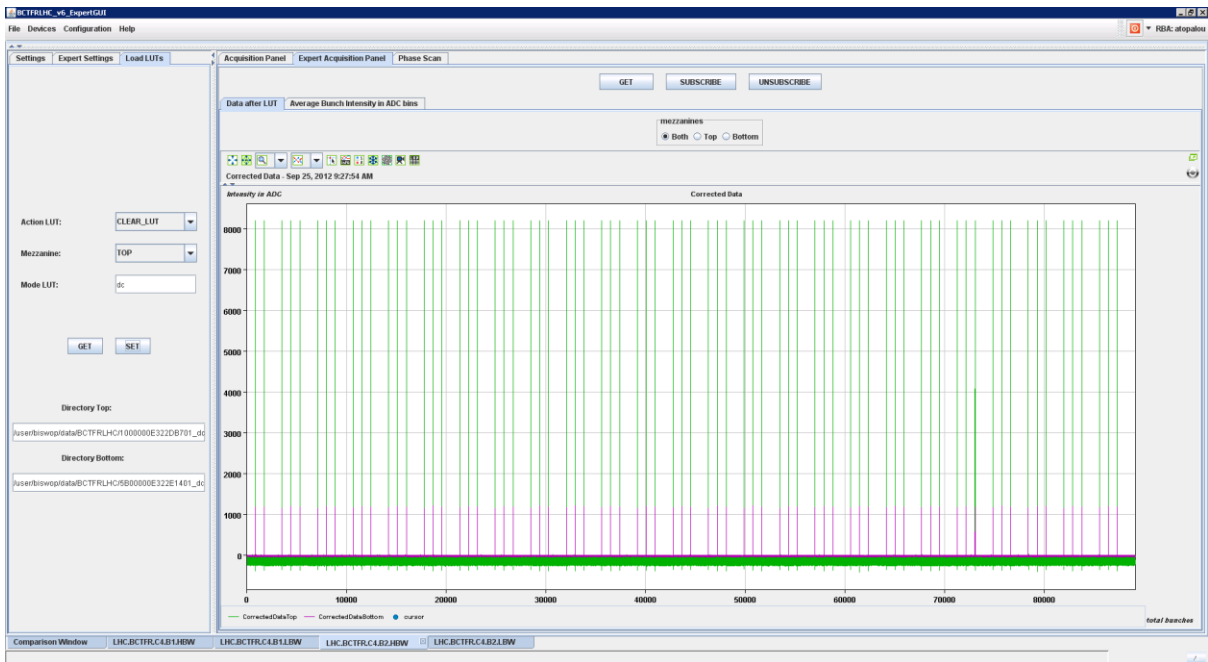 BCTFRLHC_v6_ExpertGUI
File Devices Configuration Help
RBA: atopalou
Settings Expert Settings Load LUTs
Acquisition Panel Expert Acquisition Panel Phase Scan
GET SUBSCRIBE UNSUBSCRIBE
Data after LUT Average Bunch Intensity in ADC bins
mezzanines
Both Top Bottom
Corrected Data - Sep 25, 2012 9:27:54 AM
Intensity in ADC
Corrected Data
Action LUT: CLEAR_LUT
Mezzanine: TOP
Mode LUT: dc
GET SET
Directory Top:
/user/biswop/data/BCTFRLHC/1000000E322DB701_dc
Directory Bottom:
/user/biswop/data/BCTFRLHC/5B00000E322E1401_dc
8000
7000
6000
5000
4000
3000
2000
1000
0
0 10000 20000 30000 40000 50000 60000 70000 80000
CorrectedDataTop CorrectedDataBottom cursor
total bunches
Comparison Window LHC.BCTFR.C4.B1.HBW LHC.BCTFR.C4.B1.LBW LHC.BCTFR.C4.B2.HBW LHC.BCTFR.C4.B2.LBW